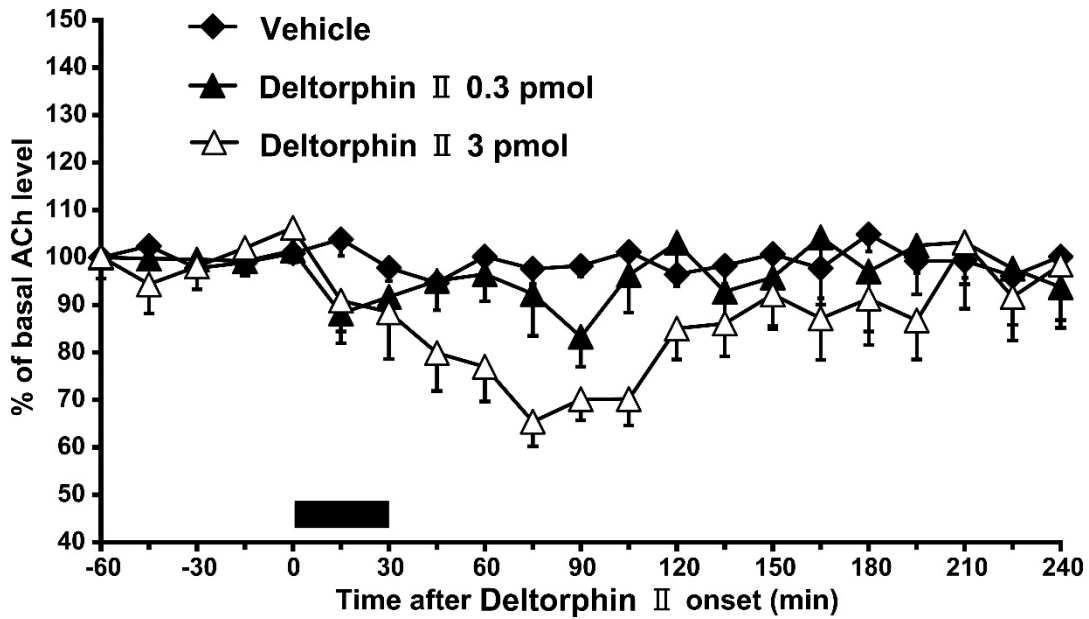 150
140
130
120
110
100
90
80
70
60
50
40
% of basal ACh level
Vehicle
Deltorphin Ⅱ 0.3 pmol
Deltorphin Ⅱ 3 pmol
-60 -30 0 30 60 90 120 150 180 210 240
Time after Deltorphin Ⅱ onset (min)